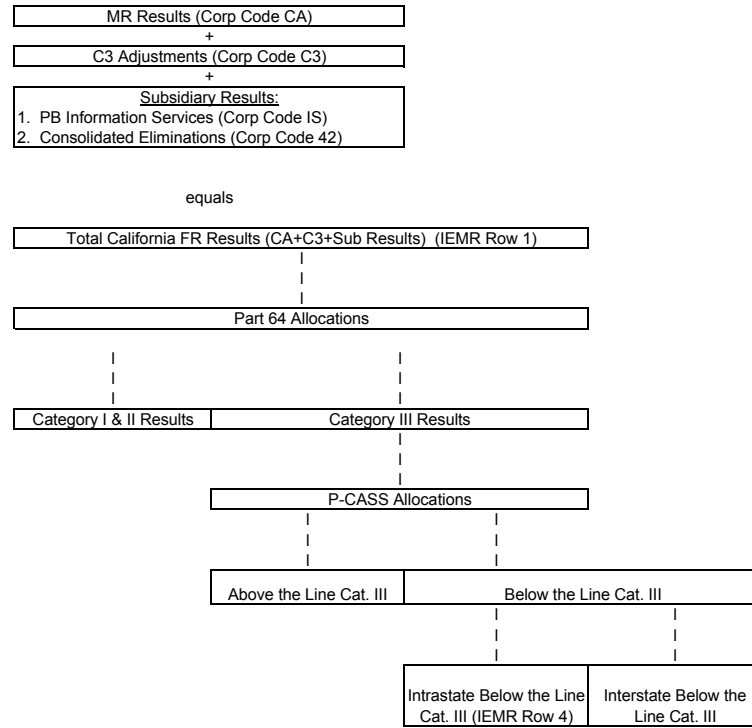 MR Results (Corp Code CA)
+
C3 Adjustments (Corp Code C3)
+
Subsidiary Results:
1. PB Information Services (Corp Code IS)
2. Consolidated Eliminations (Corp Code 42)
equals
Total California FR Results (CA+C3+Sub Results) (IEMR Row 1)
Part 64 Allocations
Category I & II Results
Category III Results
P-CASS Allocations
Above the Line Cat. III
Below the Line Cat. III
Intrastate Below the Line
Cat. III (IEMR Row 4)
Interstate Below the
Line Cat. III